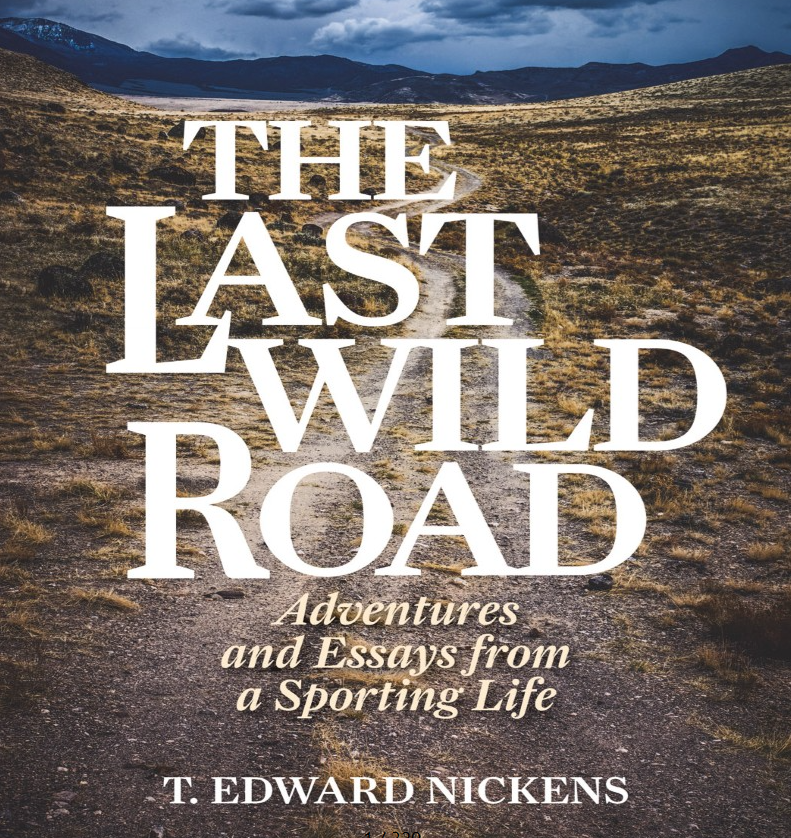 THE
LAST
WILD
ROAD
Adventures
and Essays from
a Sporting Life
T. EDWARD NICKENS